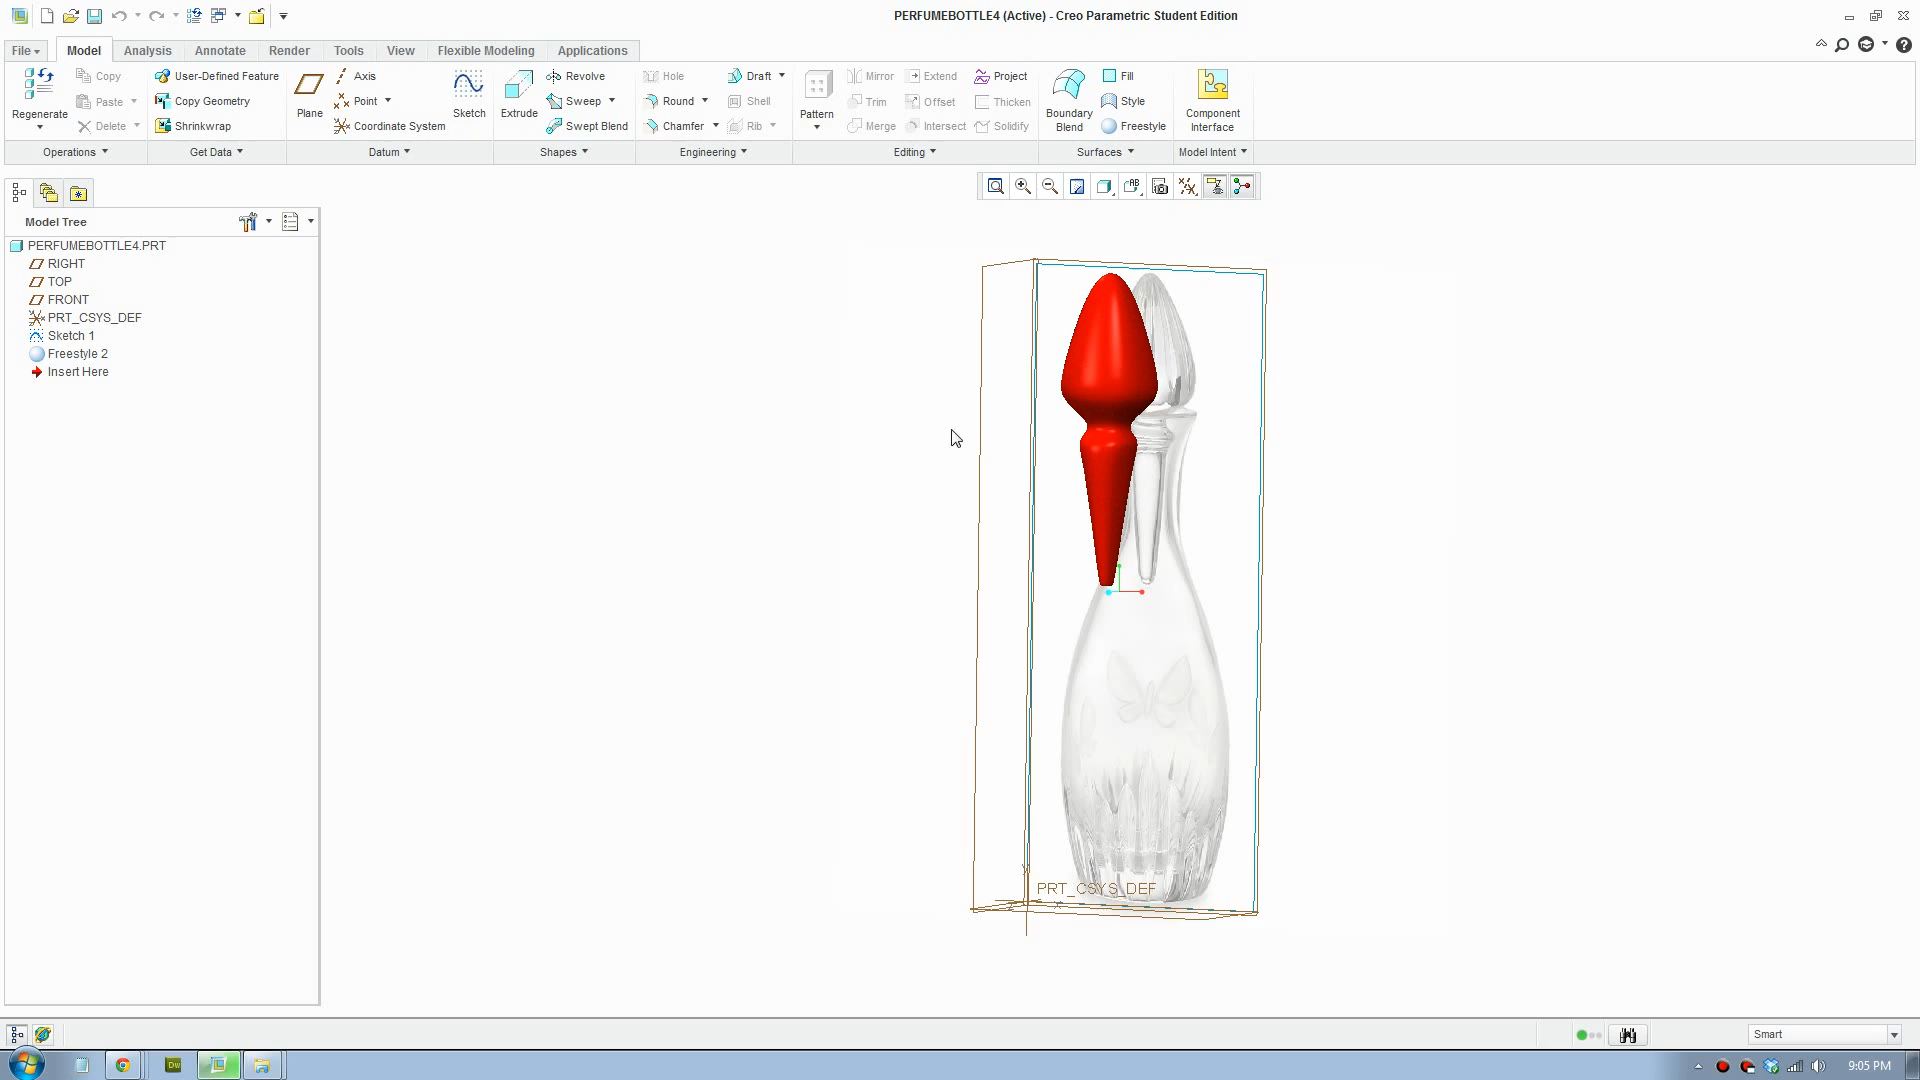 PERFUMEBOTTLE4 (Active) - Creo Parametric Student Edition
File Model Analysis Annotate Render Tools View Flexible Modeling Applications
Regenerate
Copy
Paste
Delete
Operations
User-Defined Feature
Copy Geometry
Shrinkwrap
Get Data
Plane
Axis
Point
Coordinate System
Sketch
Datum
Extrude
Revolve
Sweep
Swept Blend
Shapes
Hole
Round
Chamfer
Draft
Shell
Rib
Engineering
Pattern
Mirror
Trim
Merge
Extend
Offset
Intersect
Project
Thicken
Solidify
Editing
Boundary
Blend
Fill
Style
Freestyle
Surfaces
Component
Interface
Model Intent
Model Tree
PERFUMEBOTTLE4.PRT
RIGHT
TOP
FRONT
PRT_CSYS_DEF
Sketch 1
Freestyle 2
Insert Here
PRT_CSYS_DEF
Smart
Dw
9:05 PM